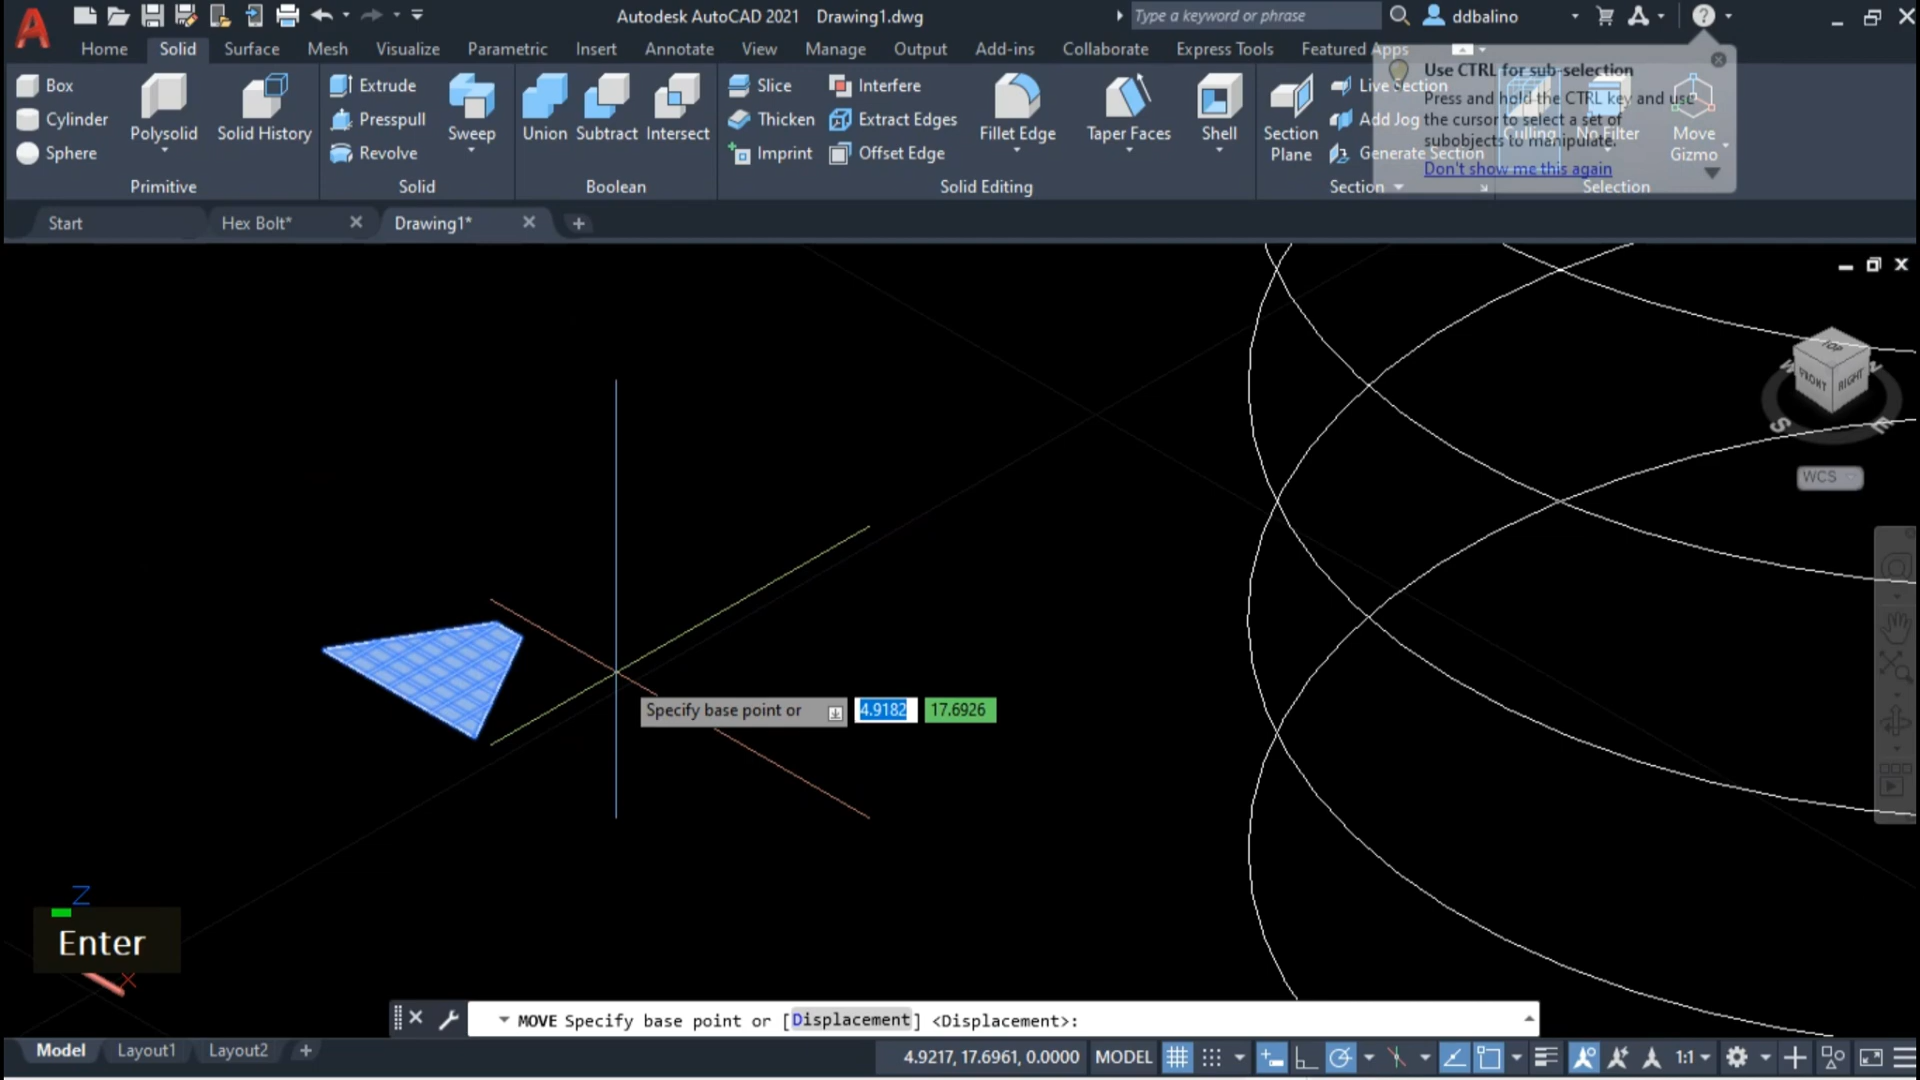 Autodesk AutoCAD 2021 Drawing1.dwg
Type a keyword or phrase
ddbalino
Home Solid Surface Mesh Visualize Parametric Insert Annotate View Manage Output Add-ins Collaborate Express Tools Featured Apps
Use CTRL for sub-selection
Press and hold the CTRL key and use
the cursor to select a set of
subobjects to manipulate.
Don't show me this again
Box
Cylinder
Sphere
Polysolid
Solid History
Primitive
Extrude
Presspull
Revolve
Sweep
Solid
Union
Subtract
Intersect
Boolean
Slice
Thicken
Imprint
Interfere
Extract Edges
Offset Edge
Fillet Edge
Taper Faces
Shell
Solid Editing
Section
Plane
Live Section
Add Jog
Generate Section
Section
Culling
No Filter
Move
Gizmo
Selection
Start
Hex Bolt*
Drawing1*
TOP
FRONT
RIGHT
W
N
S
E
WCS
Specify base point or 4.9182 17.6926
Z
Enter
X
MOVE Specify base point or [Displacement] <Displacement>:
Model Layout1 Layout2
4.9217, 17.6961, 0.0000 MODEL 1:1